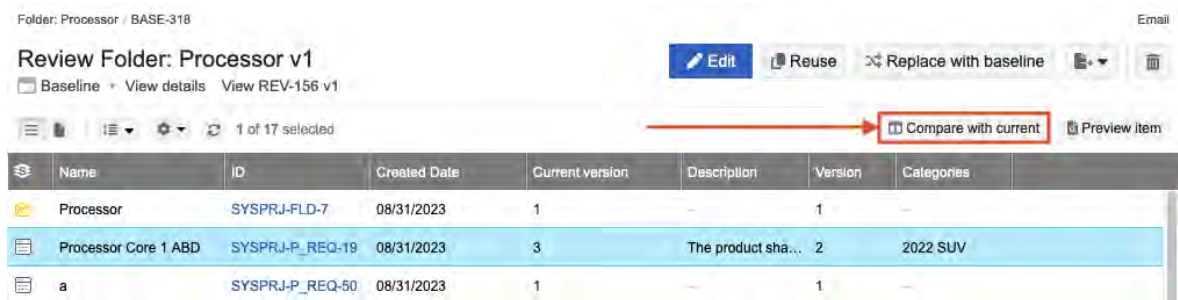 Folder: Processor / BASE-318 Email
Review Folder: Processor v1 Edit Reuse Replace with baseline
Baseline • View details View REV-156 v1
1 of 17 selected Compare with current Preview item
Name ID Created Date Current version Description Version Categories
Processor SYSPRJ-FLD-7 08/31/2023 1 – 1 –
Processor Core 1 ABD SYSPRJ-P_REQ-19 08/31/2023 3 The product sha... 2 2022 SUV
a SYSPRJ-P_REQ-50 08/31/2023 1 – 1 –